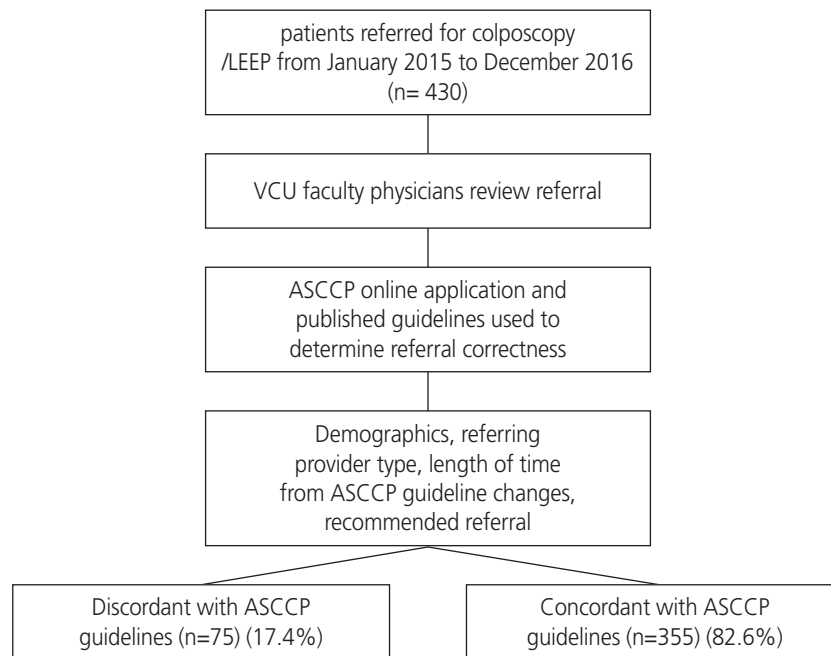 patients referred for colposcopy
/LEEP from January 2015 to December 2016
(n= 430)
VCU faculty physicians review referral
ASCCP online application and
published guidelines used to
determine referral correctness
Demographics, referring
provider type, length of time
from ASCCP guideline changes,
recommended referral
Discordant with ASCCP
guidelines (n=75) (17.4%)
Concordant with ASCCP
guidelines (n=355) (82.6%)